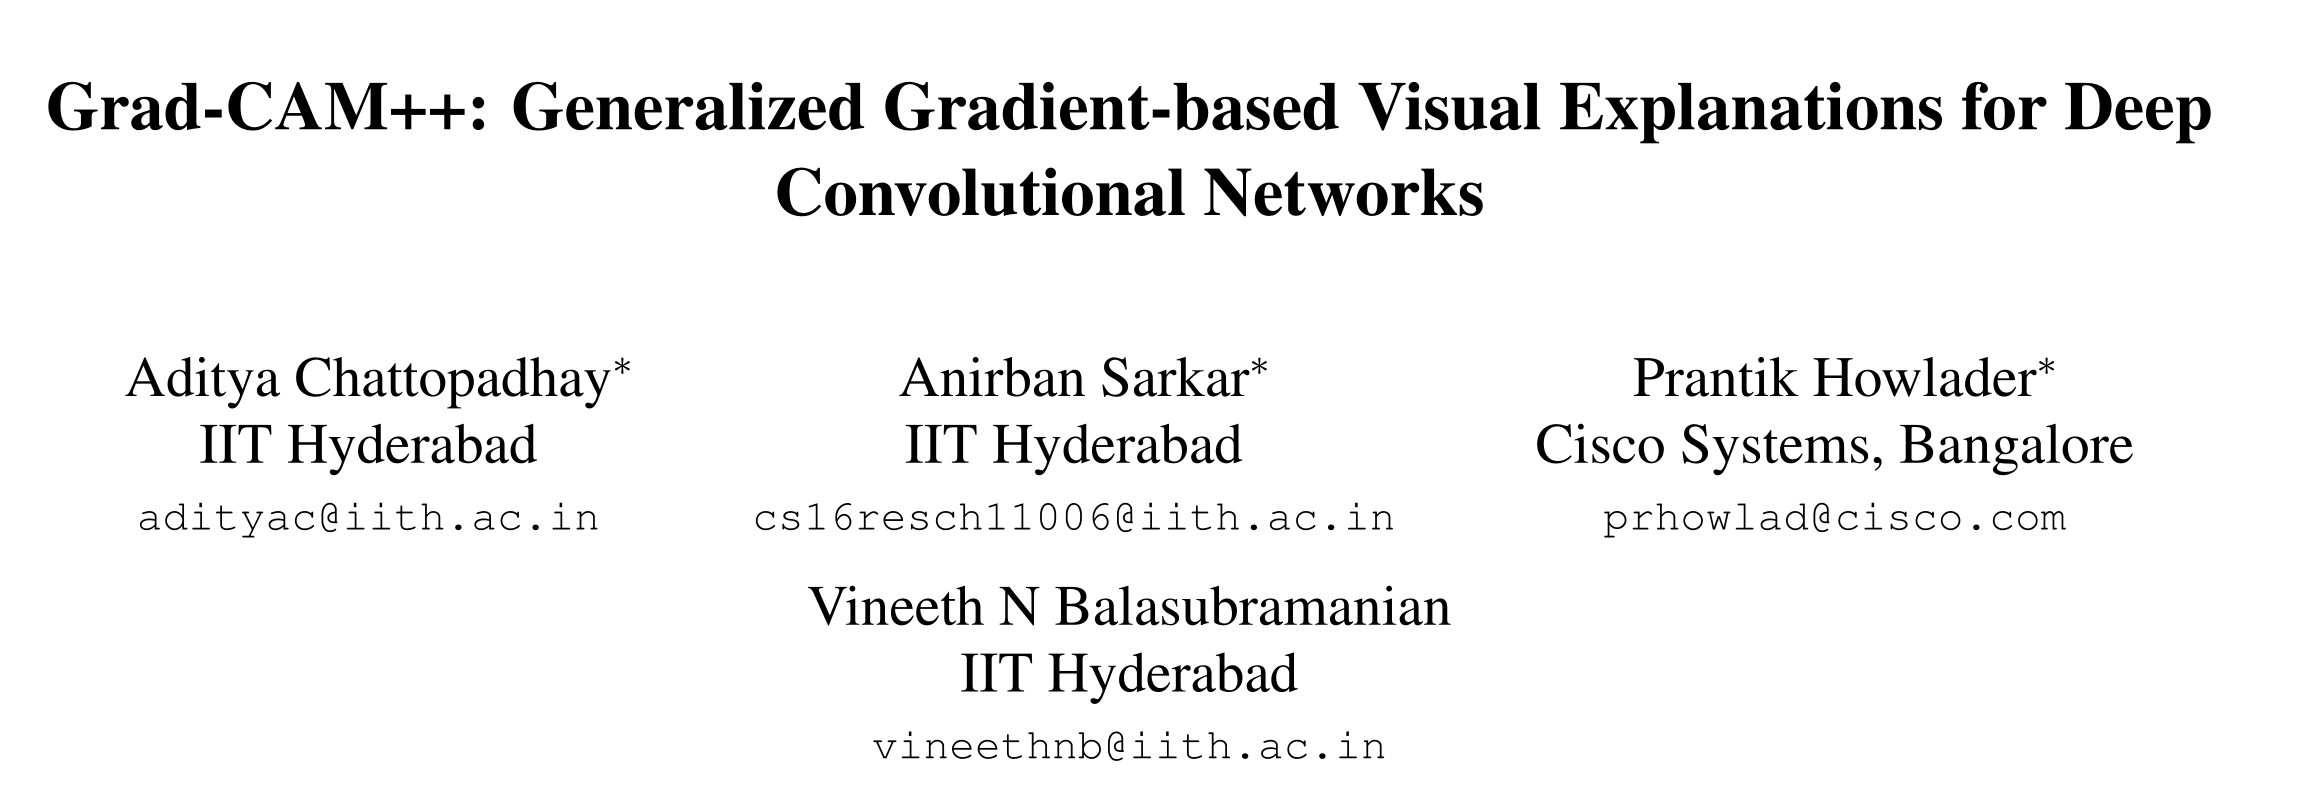 Grad-CAM++: Generalized Gradient-based Visual Explanations for Deep
Convolutional Networks
Aditya Chattopadhay*
IIT Hyderabad
adityac@iith.ac.in
Anirban Sarkar*
IIT Hyderabad
cs16resch11006@iith.ac.in
Prantik Howlader*
Cisco Systems, Bangalore
prhowlad@cisco.com
Vineeth N Balasubramanian
IIT Hyderabad
vineethnb@iith.ac.in